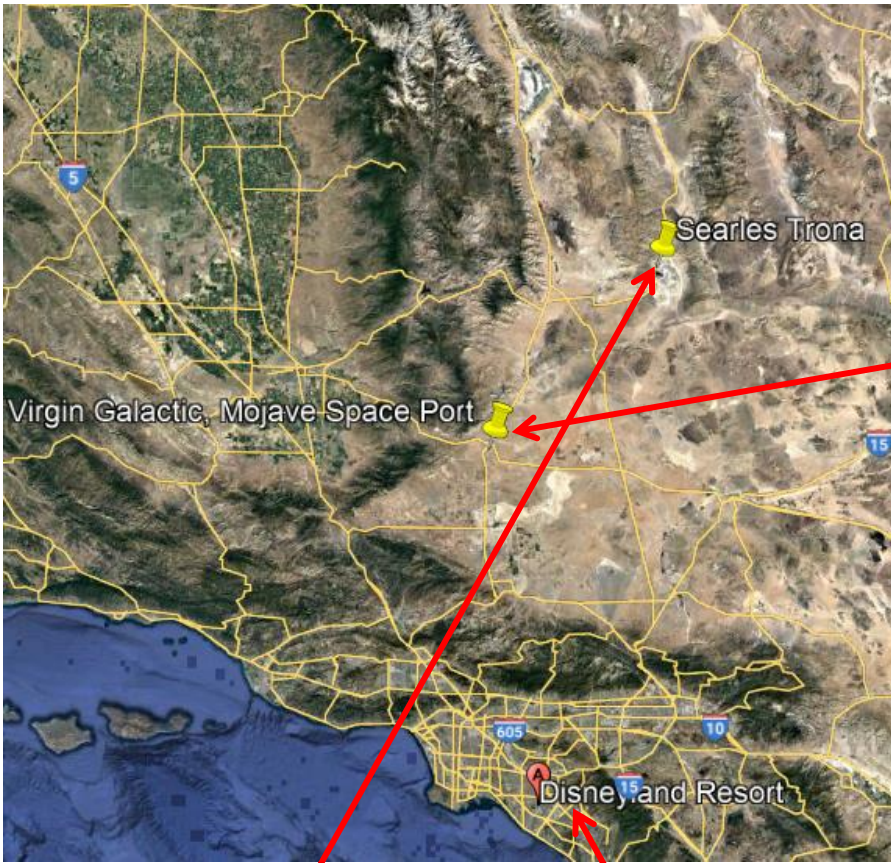 5
Searles Trona
Virgin Galactic, Mojave Space Port
15
605
10
A
15
Disneyland Resort